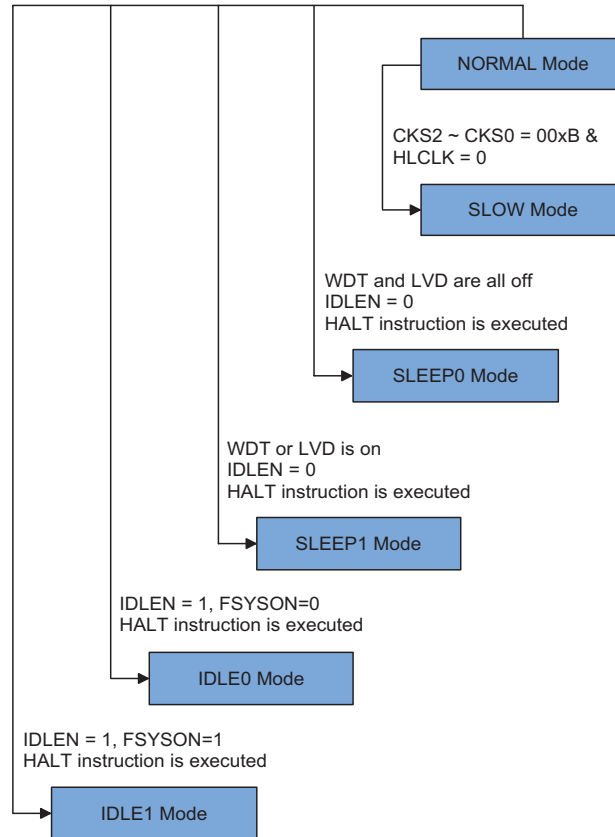 NORMAL Mode
CKS2 ~ CKS0 = 00xB &
HLCLK = 0
SLOW Mode
WDT and LVD are all off
IDLEN = 0
HALT instruction is executed
SLEEP0 Mode
WDT or LVD is on
IDLEN = 0
HALT instruction is executed
SLEEP1 Mode
IDLEN = 1, FSYSON=0
HALT instruction is executed
IDLE0 Mode
IDLEN = 1, FSYSON=1
HALT instruction is executed
IDLE1 Mode